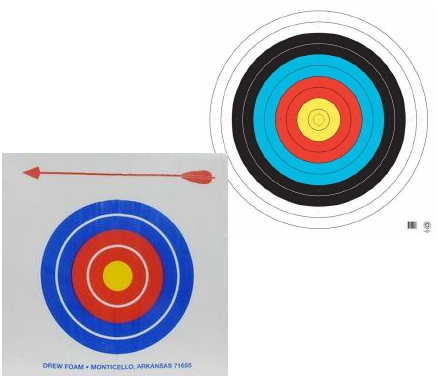 DREW FOAM • MONTICELLO, ARKANSAS 71655